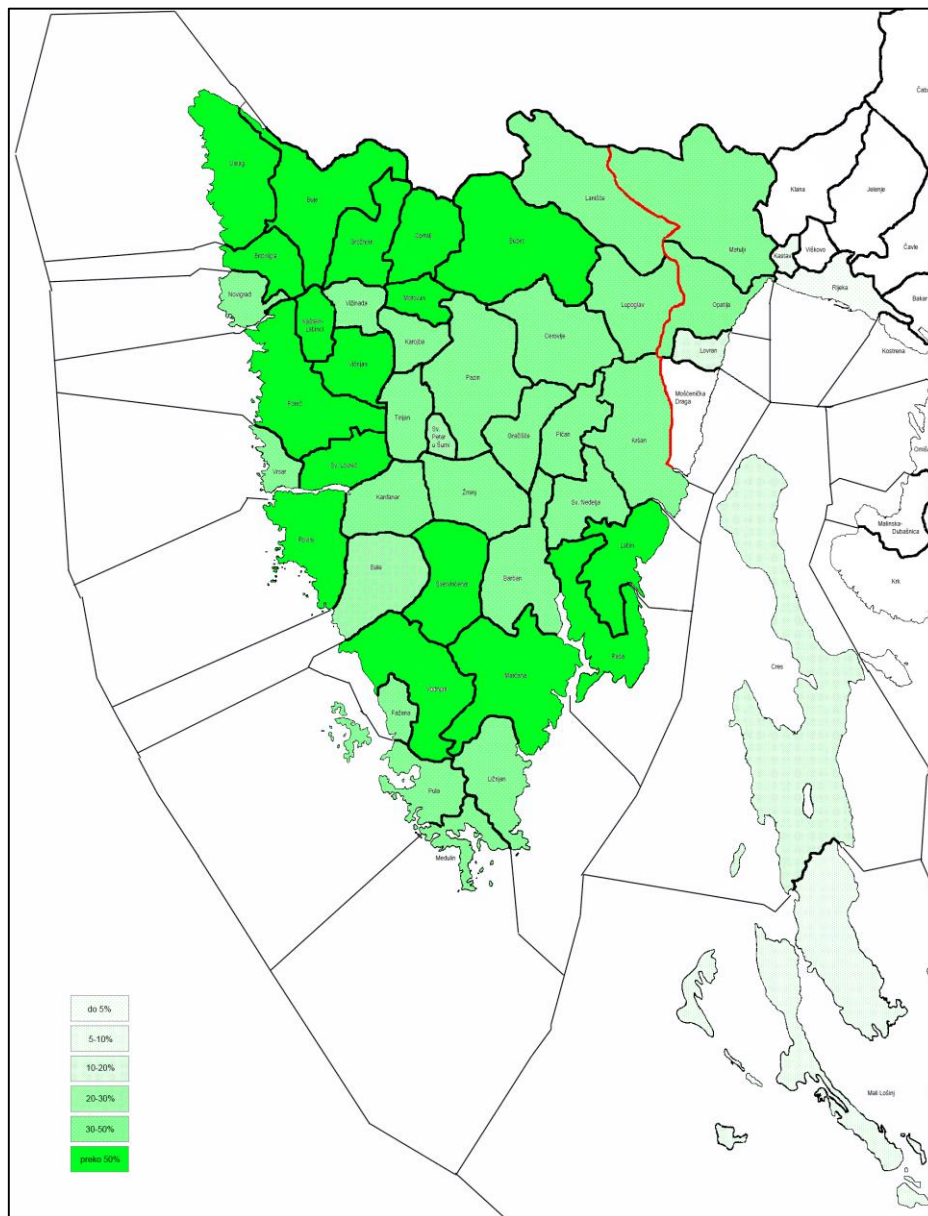 Čab
Umag
Buje
Klana
Jelenje
Lanišće
Grožnjan
Oprtalj
Buzet
Matulji
Kastav
Viškovo
Čavle
Brtonigla
Rijeka
Bakar
Novigrad
Vižinada
Motovun
Lupoglav
Opatija
Kaštelir-
Labinci
Karojba
Cerovlje
Lovran
Kostrena
Višnjan
Pazin
Mošćenička
Draga
Poreč
Tinjan
Sv.
Petar
u Šumi
Gračišće
Pićan
Kršan
Omiša
Vrsar
Sv. Lovreč
Kanfanar
Žminj
Sv. Nedelja
Malinska-
Dubašnica
Rovinj
Labin
Bale
Svetvinčenat
Barban
Krk
Raša
Cres
Vodnjan
Marčana
Fažana
Pula
Ližnjan
Medulin
do 5%
5-10%
10-20%
20-30%
30-50%
preko 50%
Mali Lošinj